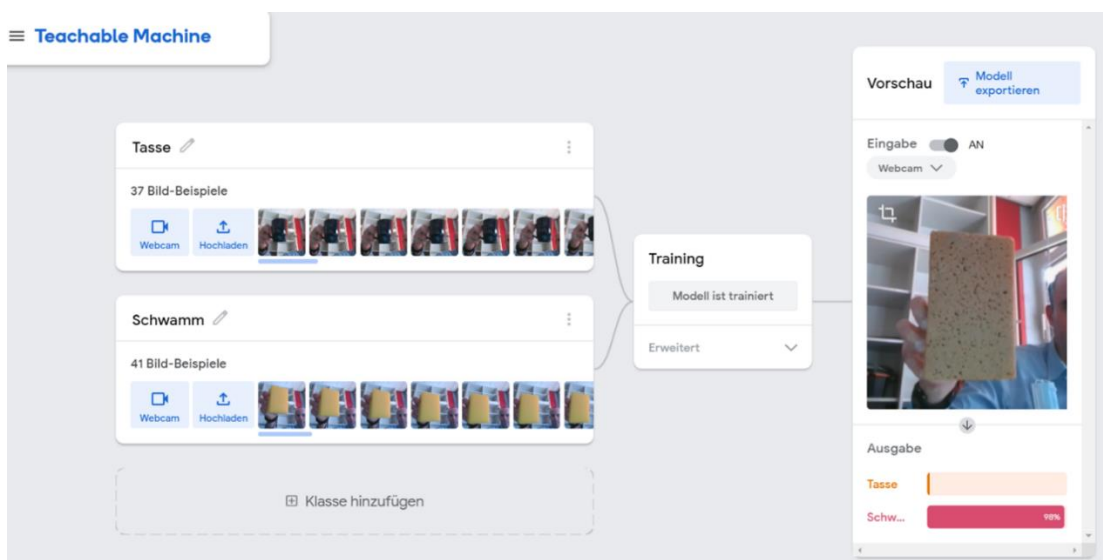 Teachable Machine
Tasse
37 Bild-Beispiele
Webcam
Hochladen
Schwamm
41 Bild-Beispiele
Webcam
Hochladen
Klasse hinzufügen
Training
Modell ist trainiert
Erweitert
Vorschau
Modell
exportieren
Eingabe
AN
Webcam
Ausgabe
Tasse
Schw...
98%